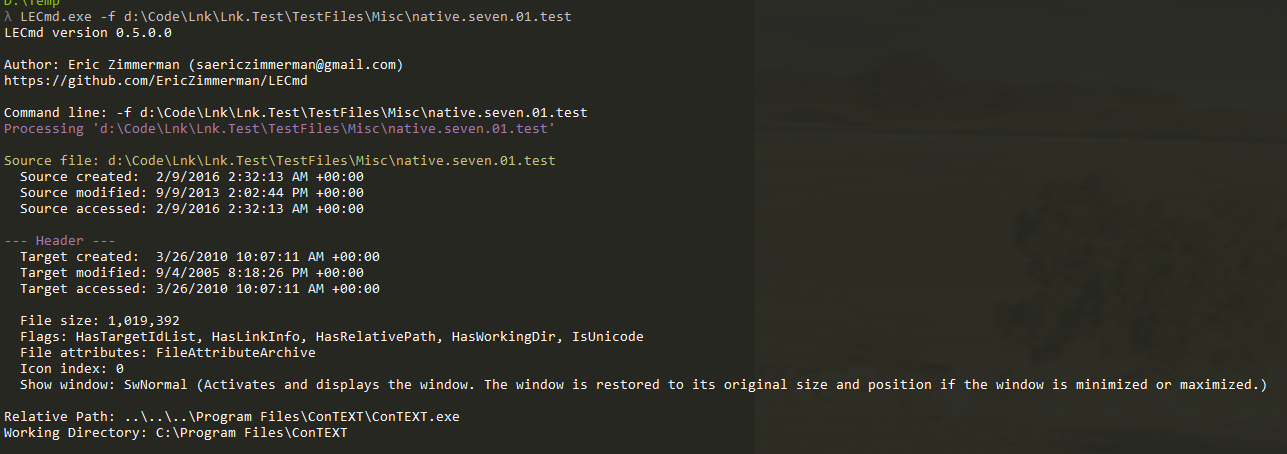 D:\Temp
λ LECmd.exe -f d:\Code\Lnk\Lnk.Test\TestFiles\Misc\native.seven.01.test
LECmd version 0.5.0.0
Author: Eric Zimmerman (saericzimmerman@gmail.com)
https://github.com/EricZimmerman/LECmd
Command line: -f d:\Code\Lnk\Lnk.Test\TestFiles\Misc\native.seven.01.test
Processing 'd:\Code\Lnk\Lnk.Test\TestFiles\Misc\native.seven.01.test'
Source file: d:\Code\Lnk\Lnk.Test\TestFiles\Misc\native.seven.01.test
Source created:  2/9/2016 2:32:13 AM +00:00
Source modified: 9/9/2013 2:02:44 PM +00:00
Source accessed: 2/9/2016 2:32:13 AM +00:00
--- Header ---
Target created:  3/26/2010 10:07:11 AM +00:00
Target modified: 9/4/2005 8:18:26 PM +00:00
Target accessed: 3/26/2010 10:07:11 AM +00:00
File size: 1,019,392
Flags: HasTargetIdList, HasLinkInfo, HasRelativePath, HasWorkingDir, IsUnicode
File attributes: FileAttributeArchive
Icon index: 0
Show window: SwNormal (Activates and displays the window. The window is restored to its original size and position if the window is minimized or maximized.)
Relative Path: ..\..\..\Program Files\ConTEXT\ConTEXT.exe
Working Directory: C:\Program Files\ConTEXT